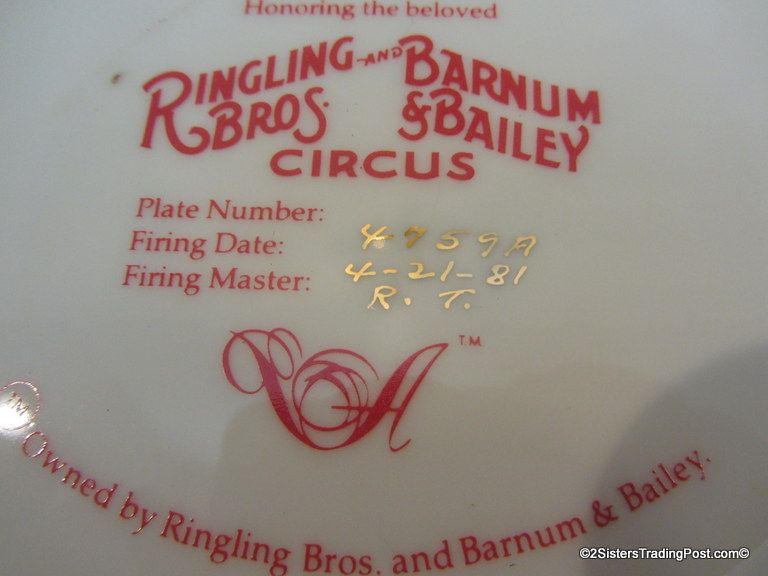 Honoring the beloved
RINGLING AND BARNUM
BROS. & BAILEY
CIRCUS
Plate Number: 4759A
Firing Date: 4-21-81
Firing Master: R. T.
T.M.
TM Owned by Ringling Bros. and Barnum & Bailey.
©2SistersTradingPost.com©